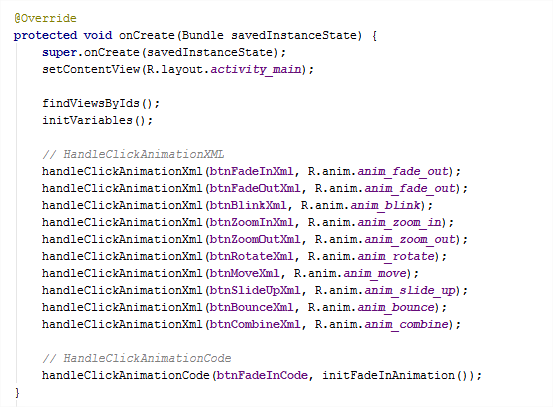 @Override
protected void onCreate(Bundle savedInstanceState) {
    super.onCreate(savedInstanceState);
    setContentView(R.layout.activity_main);

    findViewsByIds();
    initVariables();

    // HandleClickAnimationXML
    handleClickAnimationXml(btnFadeInXml, R.anim.anim_fade_out);
    handleClickAnimationXml(btnFadeOutXml, R.anim.anim_fade_out);
    handleClickAnimationXml(btnBlinkXml, R.anim.anim_blink);
    handleClickAnimationXml(btnZoomInXml, R.anim.anim_zoom_in);
    handleClickAnimationXml(btnZoomOutXml, R.anim.anim_zoom_out);
    handleClickAnimationXml(btnRotateXml, R.anim.anim_rotate);
    handleClickAnimationXml(btnMoveXml, R.anim.anim_move);
    handleClickAnimationXml(btnSlideUpXml, R.anim.anim_slide_up);
    handleClickAnimationXml(btnBounceXml, R.anim.anim_bounce);
    handleClickAnimationXml(btnCombineXml, R.anim.anim_combine);

    // HandleClickAnimationCode
    handleClickAnimationCode(btnFadeInCode, initFadeInAnimation());
}